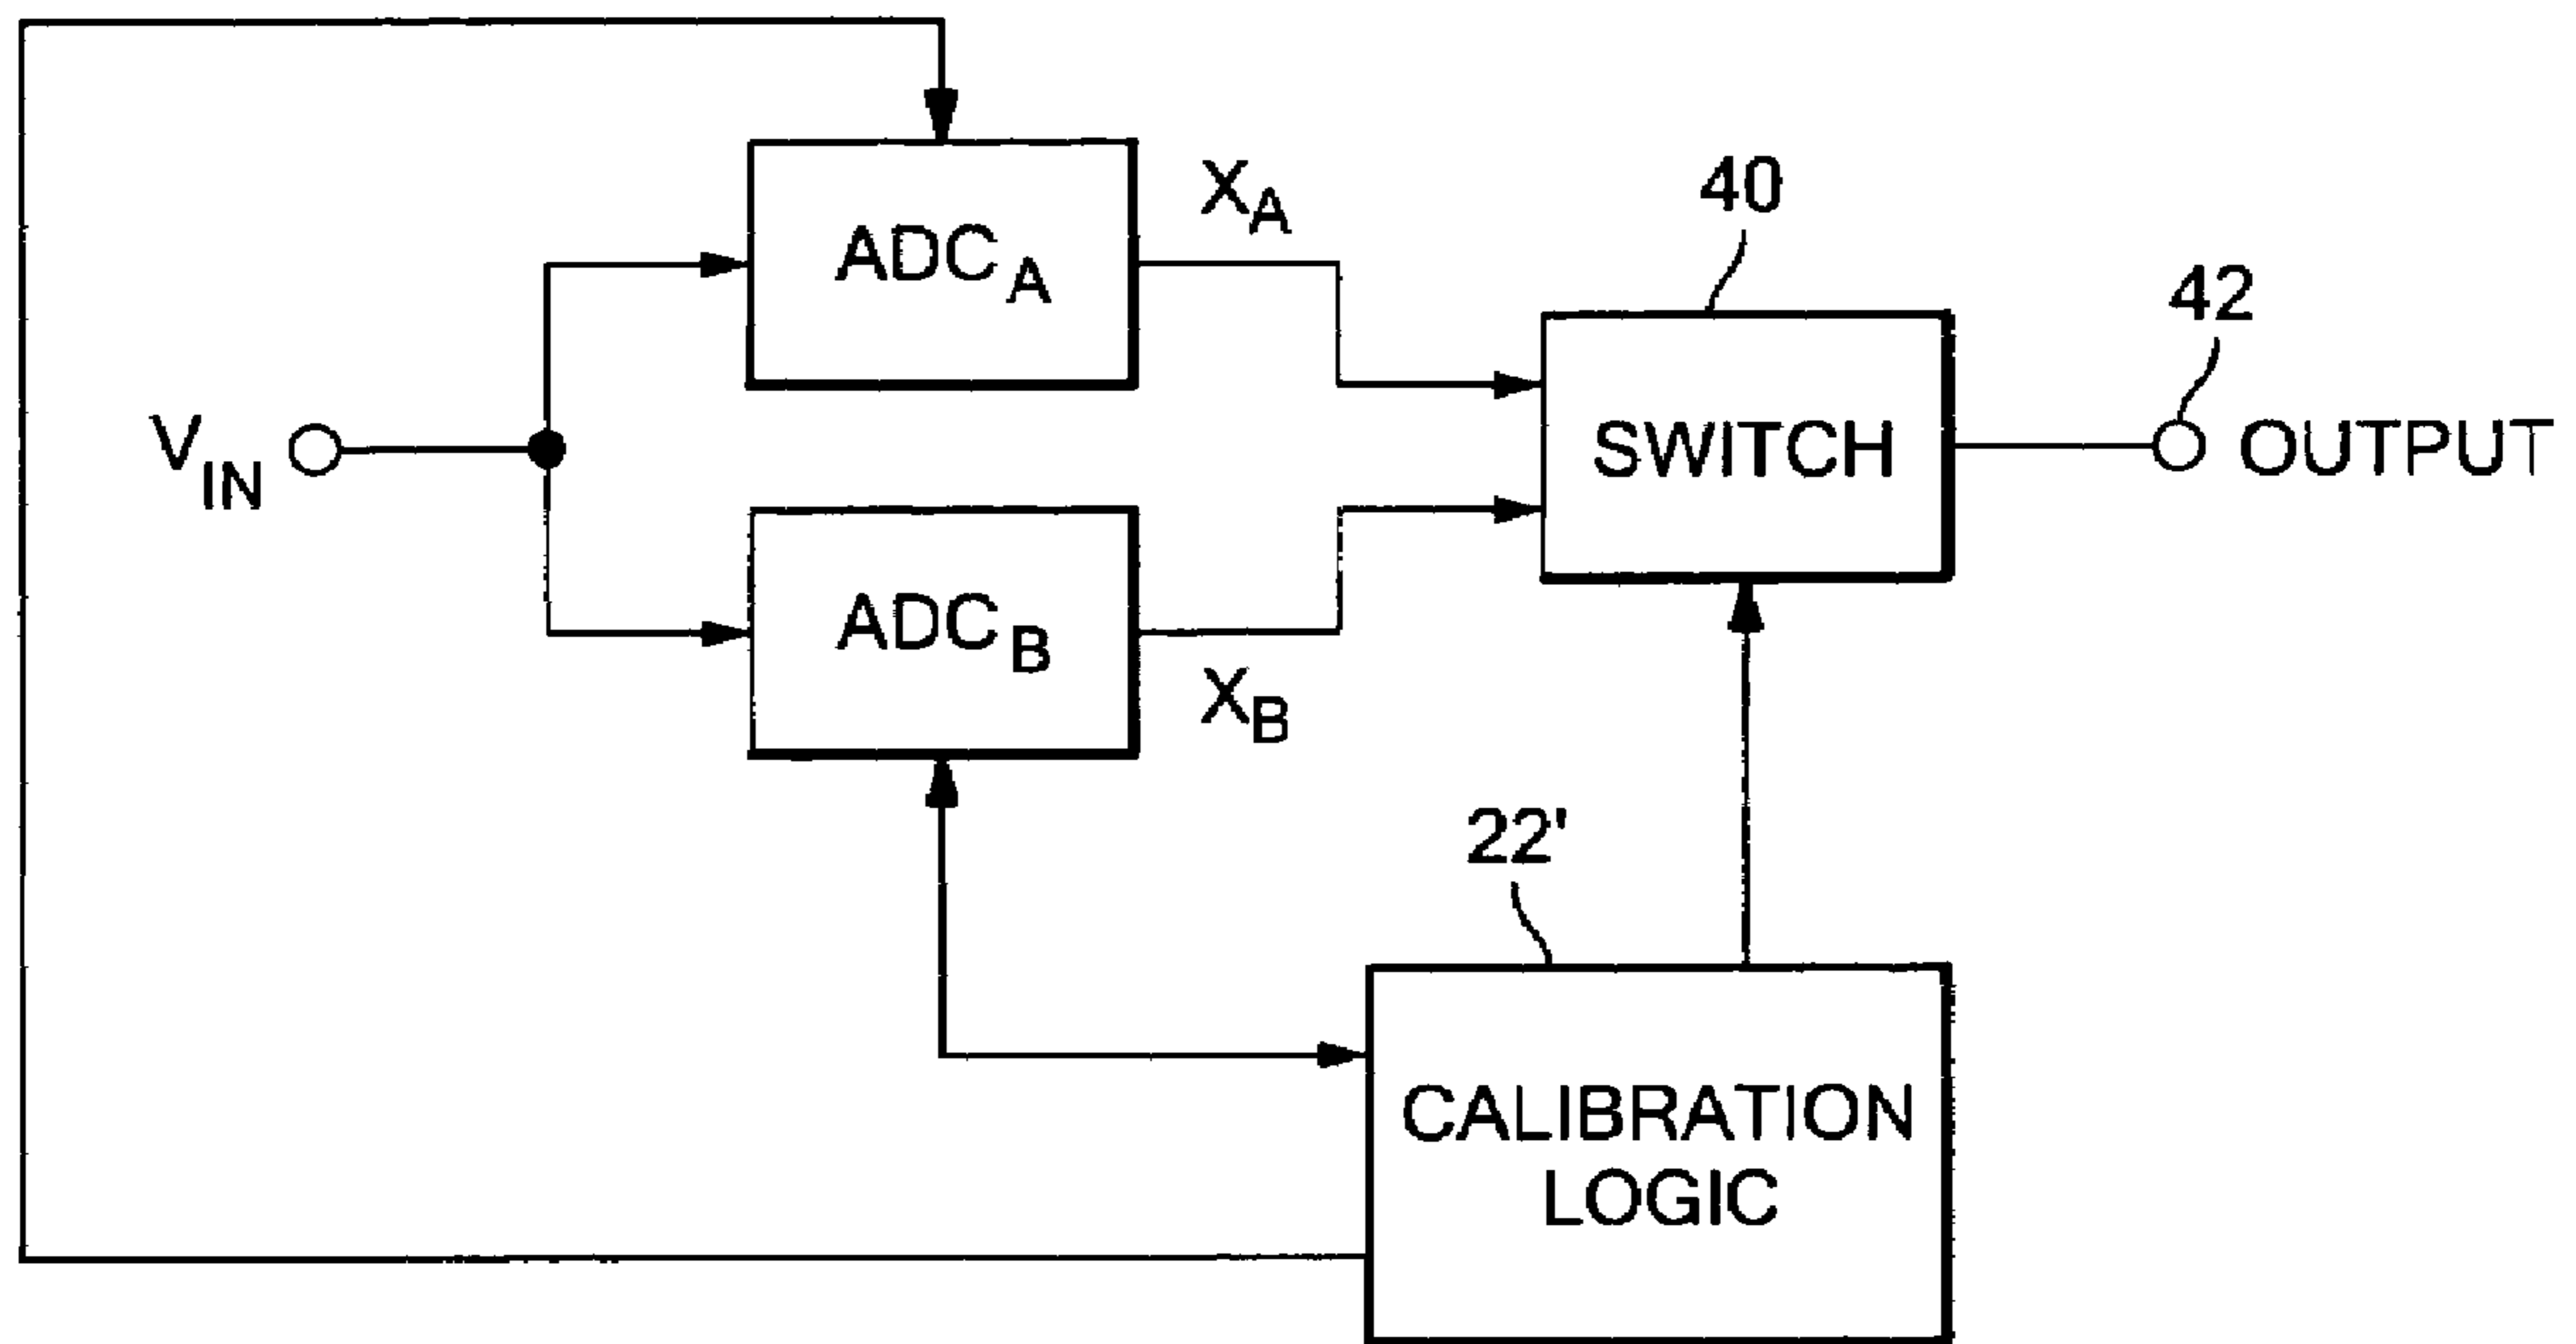 ADC_A
X_A
40
42
V_IN
SWITCH
OUTPUT
ADC_B
X_B
22'
CALIBRATION
LOGIC